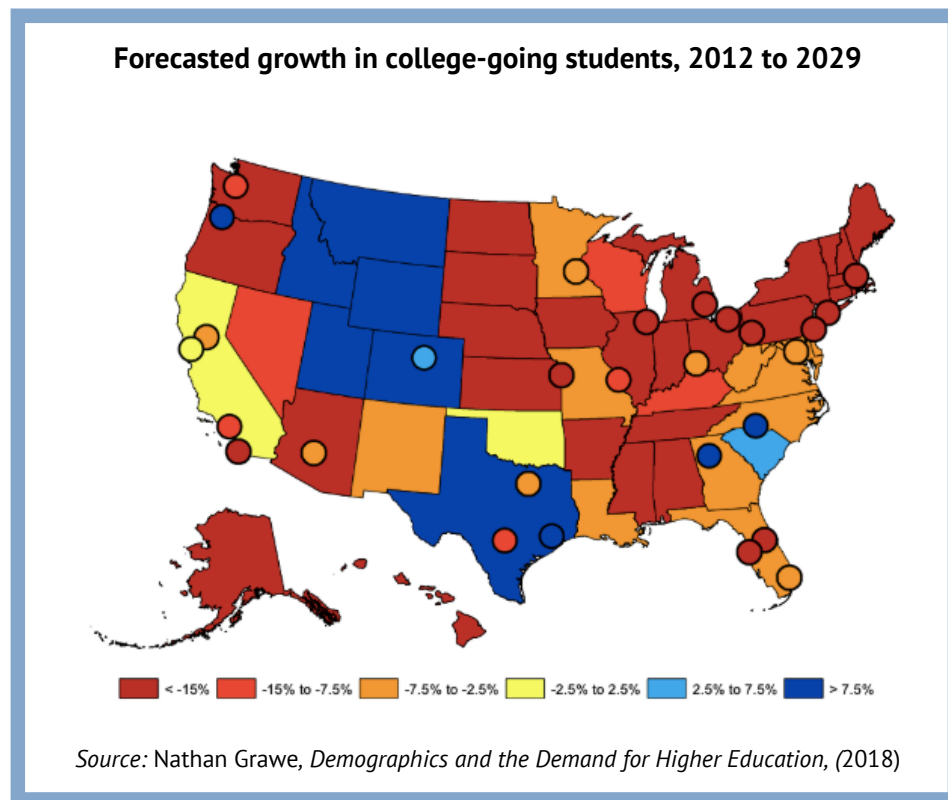 Forecasted growth in college-going students, 2012 to 2029
< -15% -15% to -7.5% -7.5% to -2.5% -2.5% to 2.5% 2.5% to 7.5% > 7.5%
Source: Nathan Grawe, Demographics and the Demand for Higher Education, (2018)